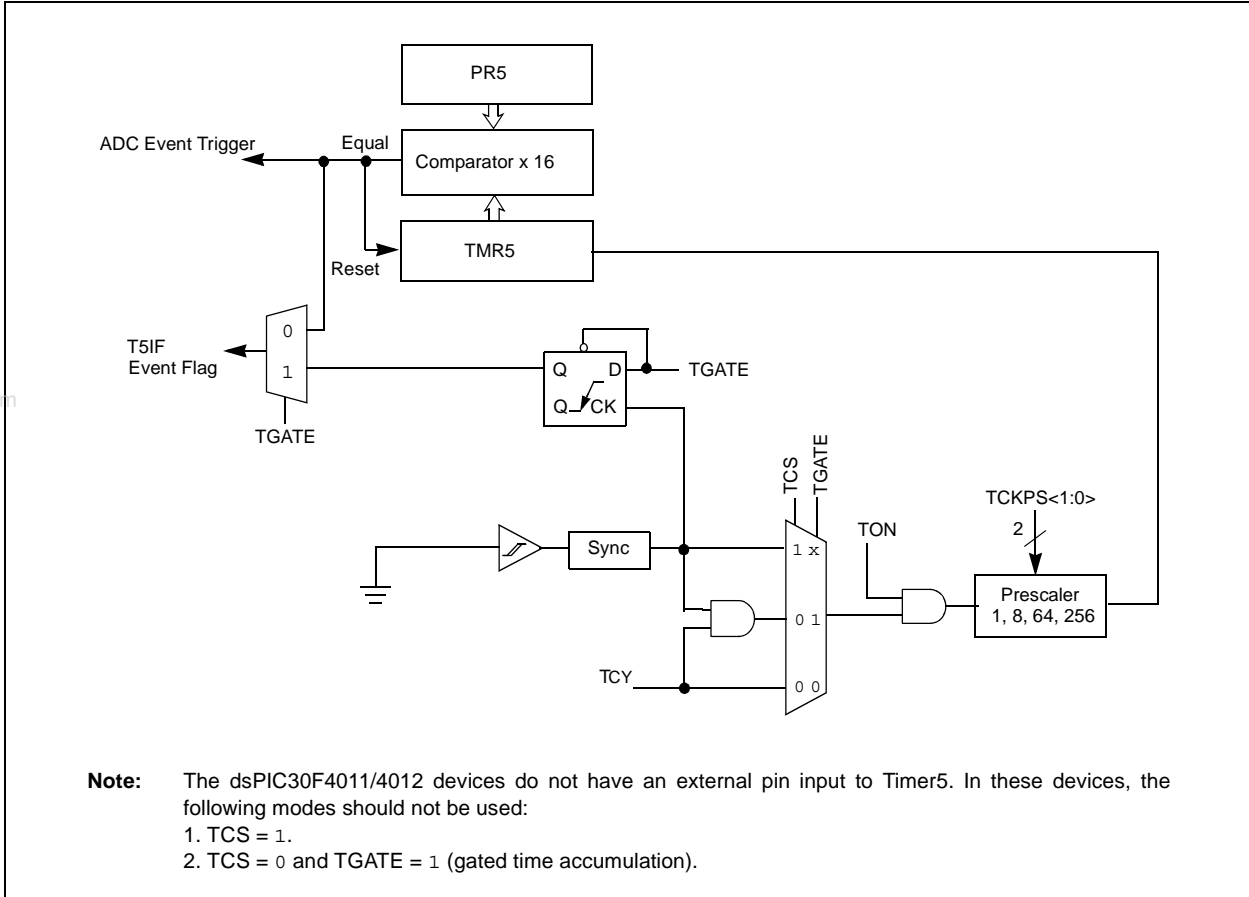 PR5
ADC Event Trigger
Equal
Comparator x 16
TMR5
Reset
0
T5IF
Event Flag
1
TGATE
Q
D
TGATE
Q
CK
TCS
TGATE
TCKPS<1:0>
2
TON
Sync
1 x
Prescaler
1, 8, 64, 256
0 1
TCY
0 0
Note: The dsPIC30F4011/4012 devices do not have an external pin input to Timer5. In these devices, the
following modes should not be used:
1. TCS = 1.
2. TCS = 0 and TGATE = 1 (gated time accumulation).
m